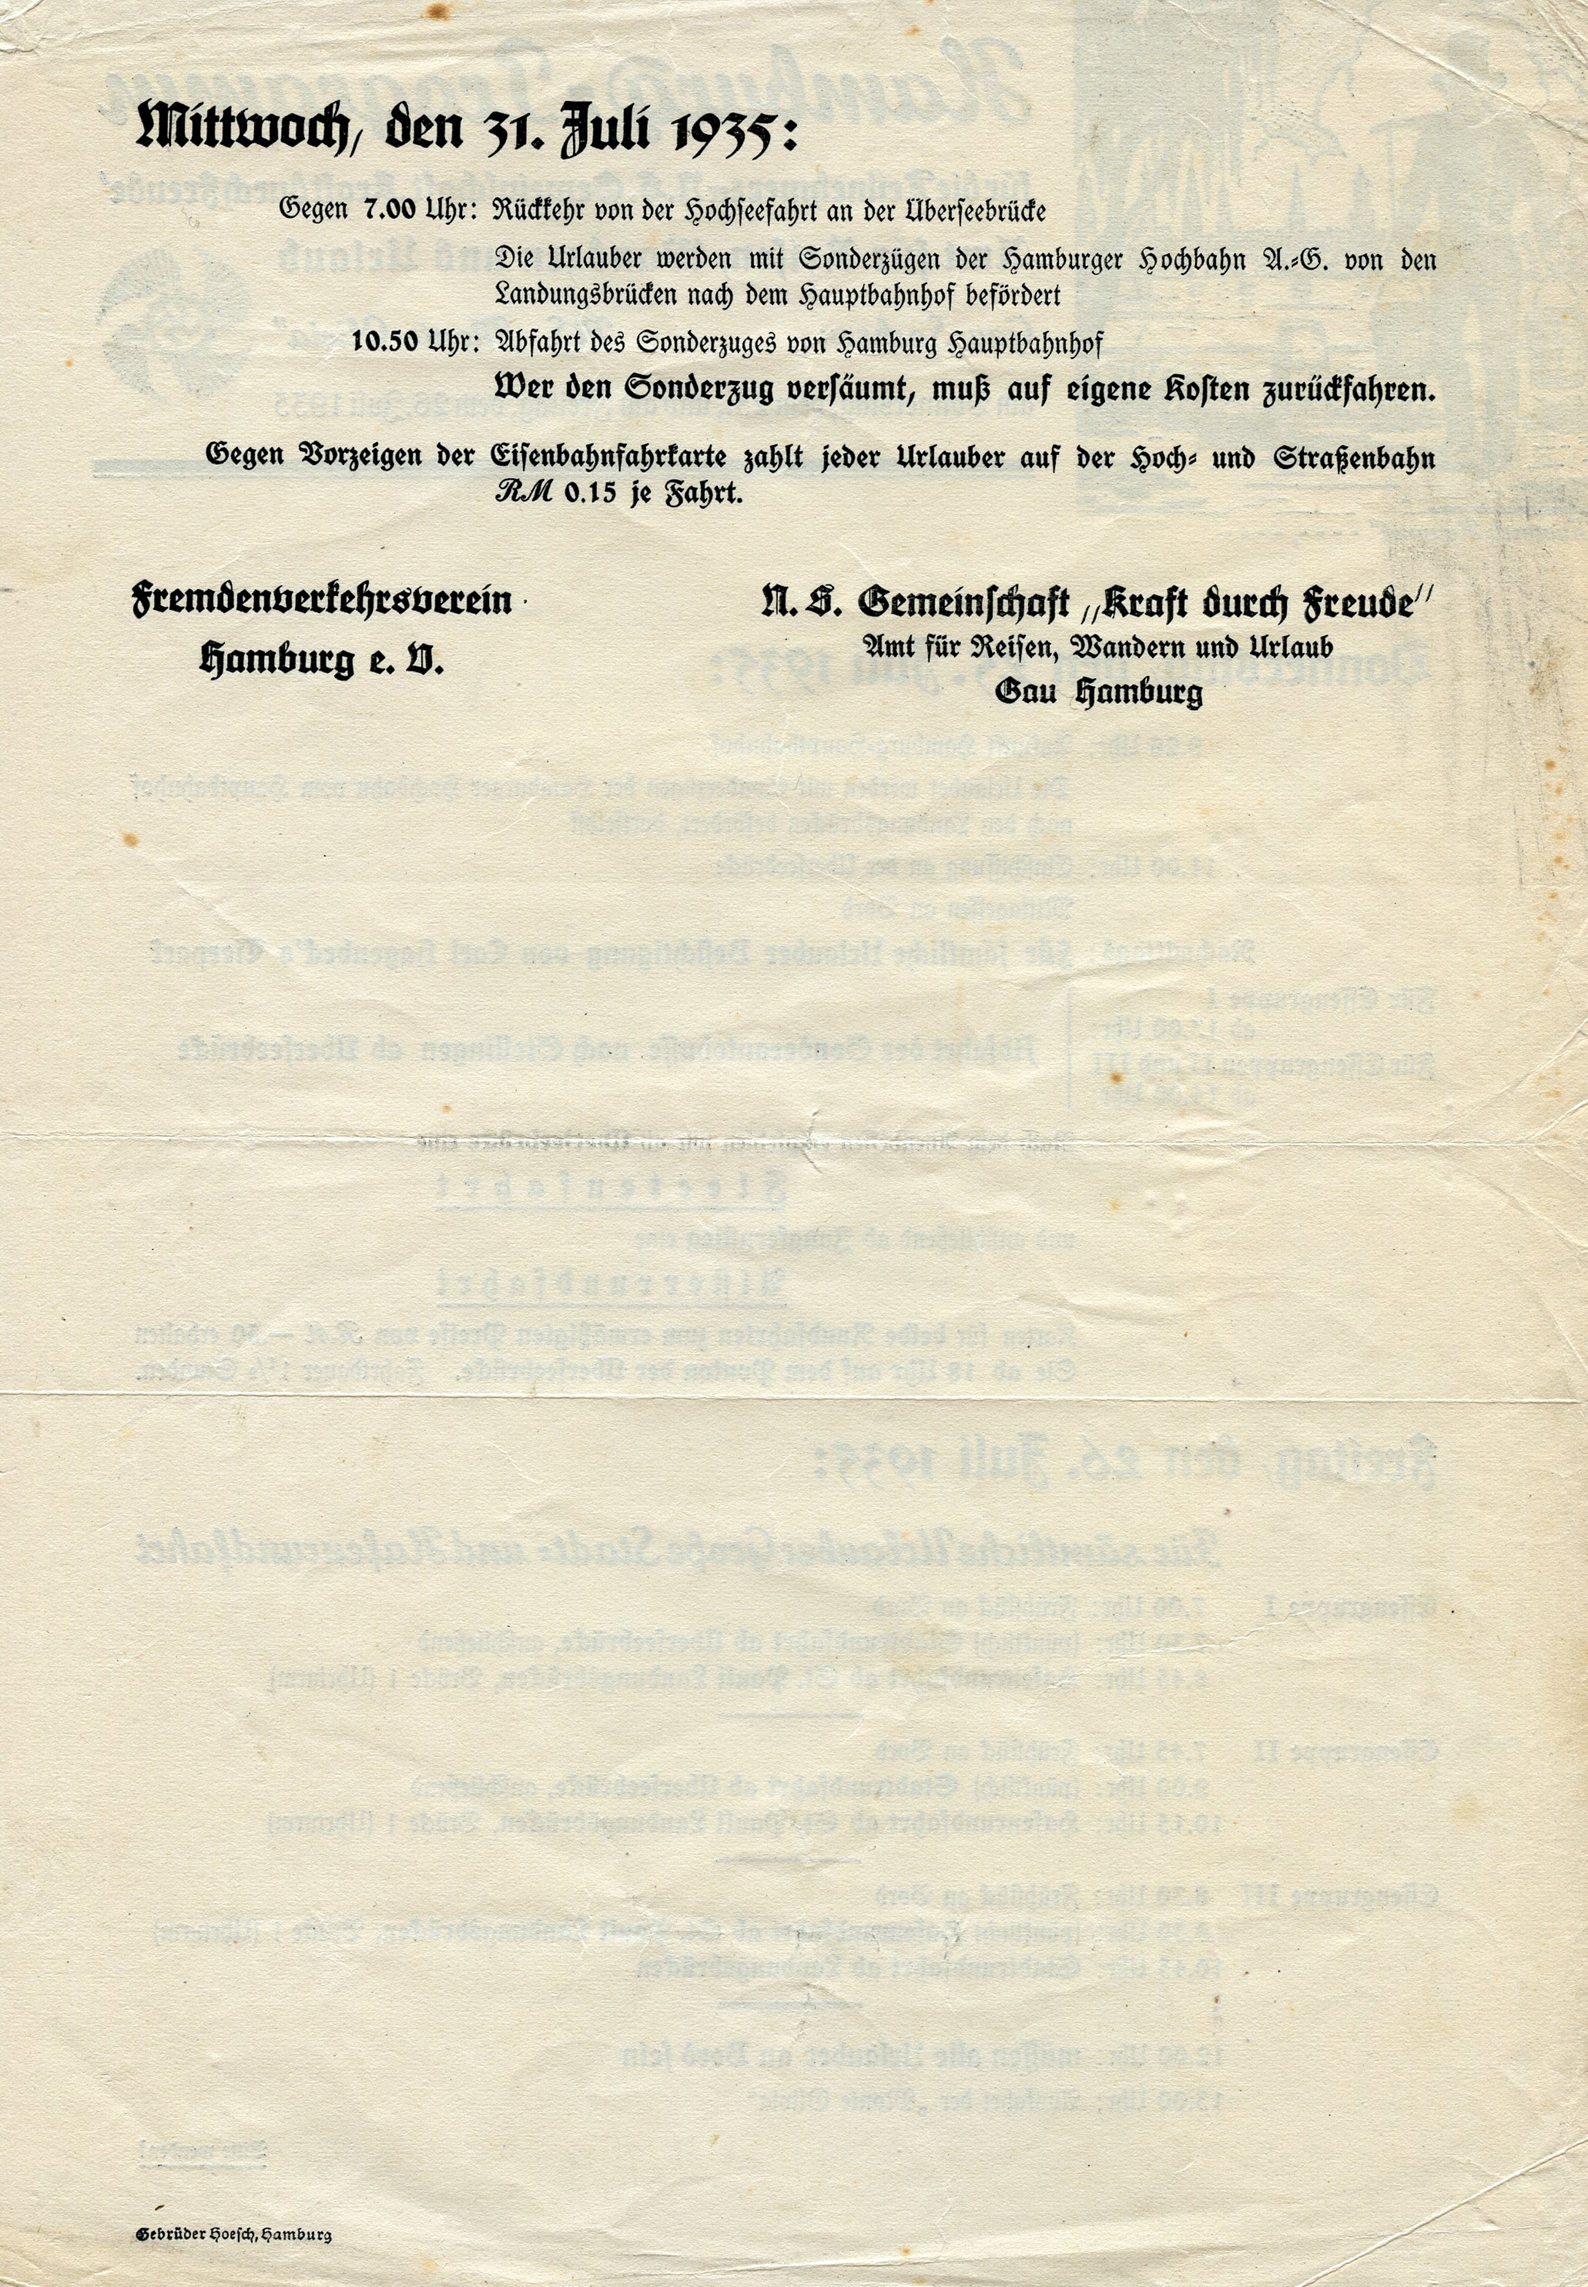 Mittwoch, den 31. Juli 1935:
Gegen 7.00 Uhr: Rückkehr von der Hochseefahrt an der Überseebrücke
Die Urlauber werden mit Sonderzügen der Hamburger Hochbahn A.-G. von den
Landungsbrücken nach dem Hauptbahnhof befördert
10.50 Uhr: Abfahrt des Sonderzuges von Hamburg Hauptbahnhof
Wer den Sonderzug versäumt, muß auf eigene Kosten zurückfahren.
Gegen Vorzeigen der Eisenbahnfahrkarte zahlt jeder Urlauber auf der Hoch- und Straßenbahn
RM 0.15 je Fahrt.
Fremdenverkehrsverein
Hamburg e. V.
N. S. Gemeinschaft „Kraft durch Freude"
Amt für Reisen, Wandern und Urlaub
Gau Hamburg
Gebrüder Hoesch, Hamburg